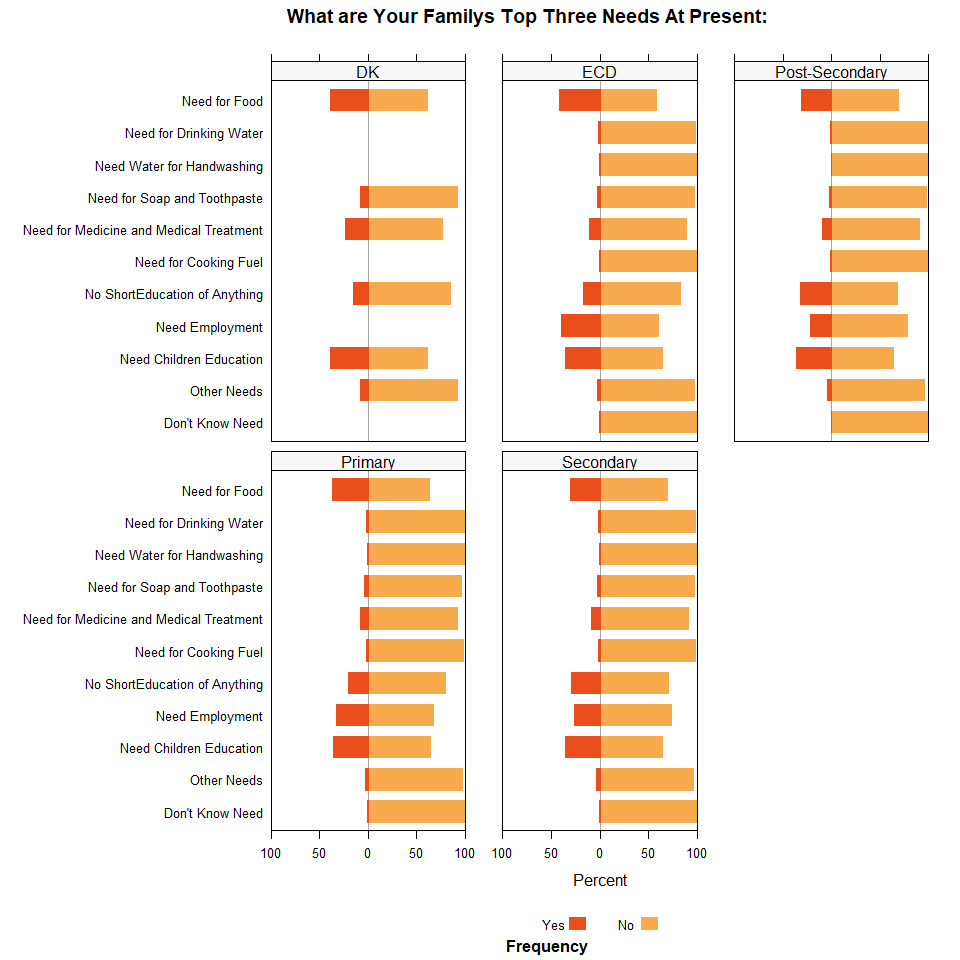 What are Your Familys Top Three Needs At Present:
DK
ECD
Post-Secondary
Need for Food
Need for Drinking Water
Need Water for Handwashing
Need for Soap and Toothpaste
Need for Medicine and Medical Treatment
Need for Cooking Fuel
No ShortEducation of Anything
Need Employment
Need Children Education
Other Needs
Don't Know Need
Primary
Secondary
Need for Food
Need for Drinking Water
Need Water for Handwashing
Need for Soap and Toothpaste
Need for Medicine and Medical Treatment
Need for Cooking Fuel
No ShortEducation of Anything
Need Employment
Need Children Education
Other Needs
Don't Know Need
100 50 0 50 100
100 50 0 50 100
Percent
Yes No
Frequency